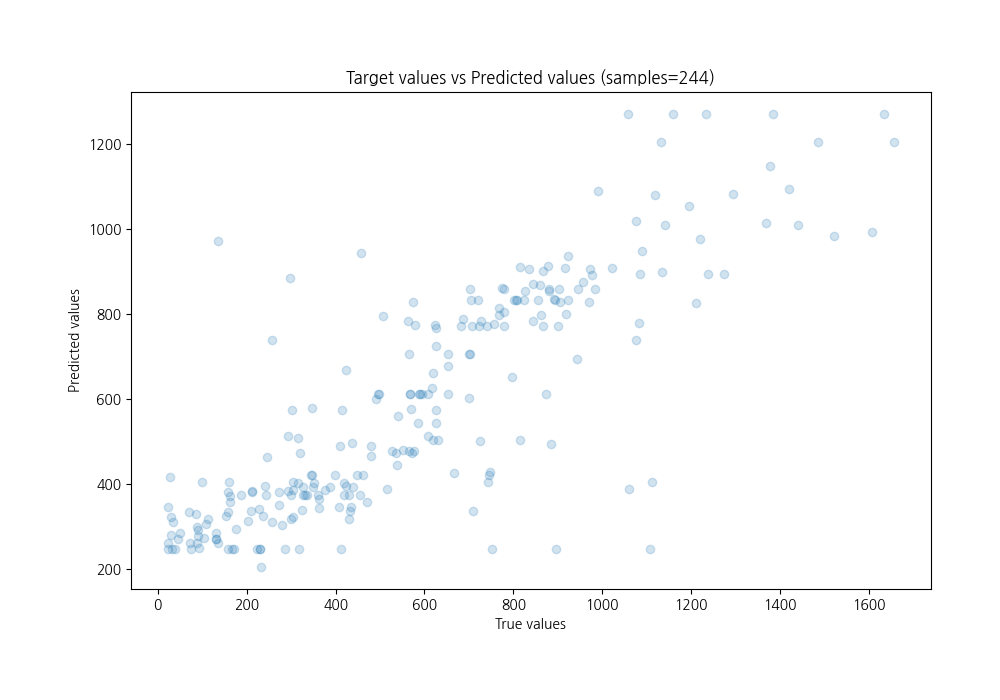 Target values vs Predicted values (samples=244)
Predicted values
1200
1000
800
600
400
200
0 200 400 600 800 1000 1200 1400 1600
True values